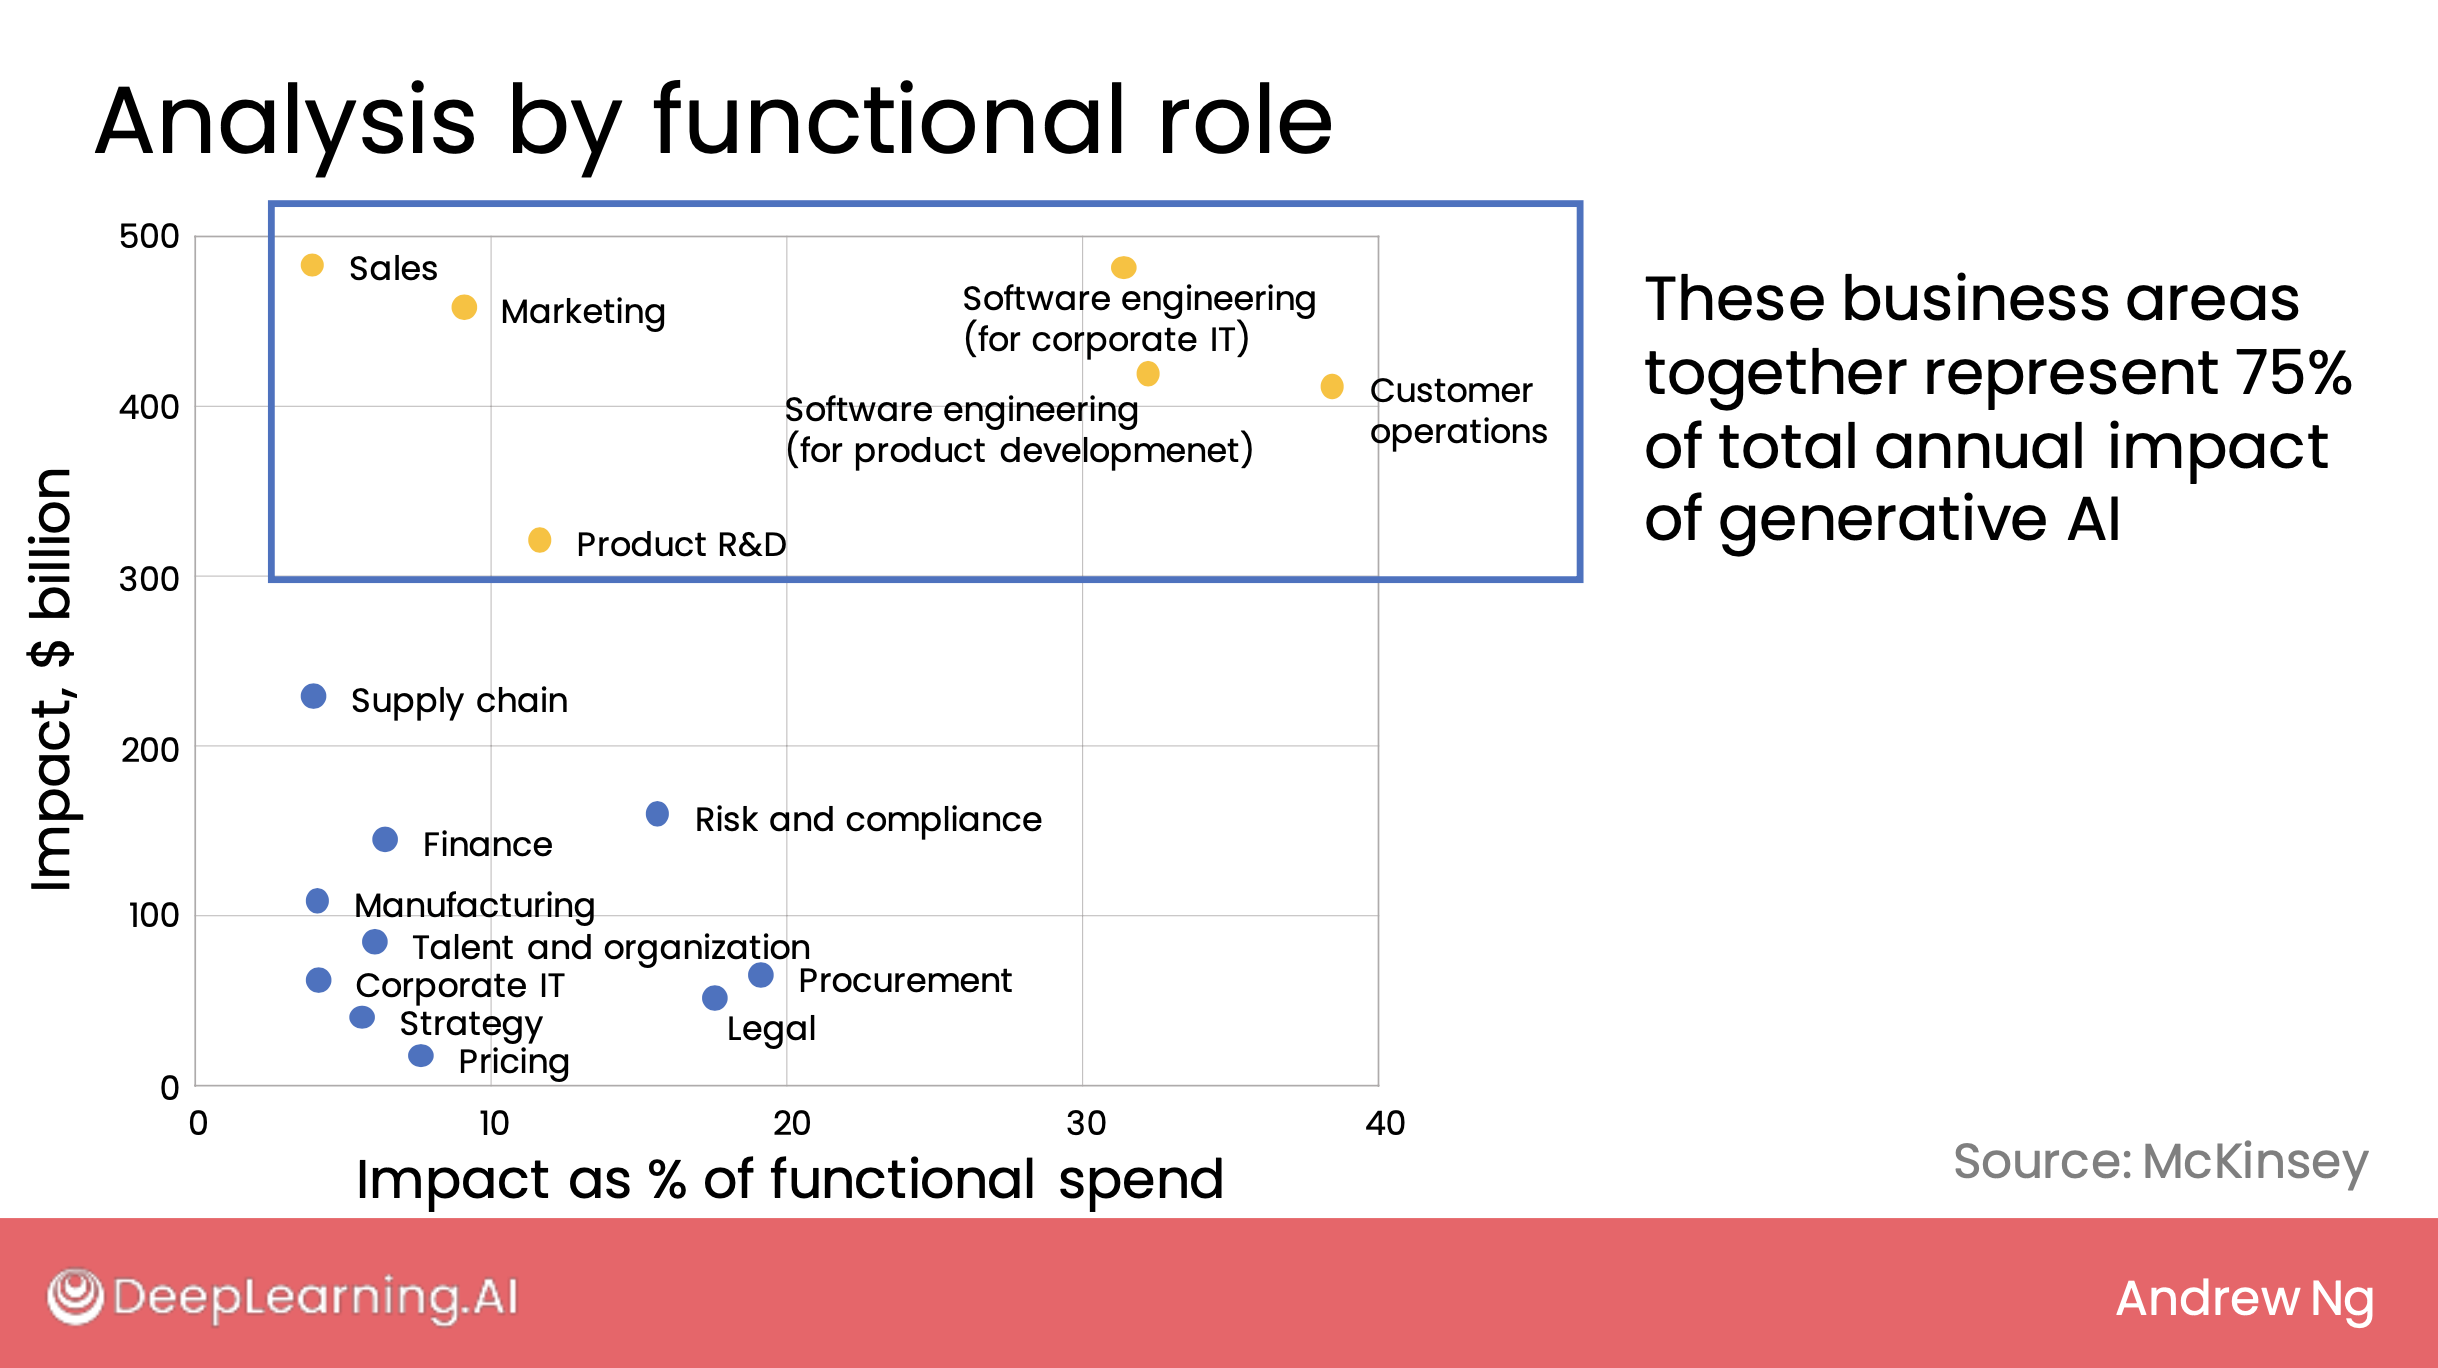 Analysis by functional role
500
400
300
200
100
0
Impact, $ billion
Sales
Marketing
Software engineering
(for corporate IT)
Software engineering
(for product developmenet)
Customer
operations
Product R&D
Supply chain
Risk and compliance
Finance
Manufacturing
Talent and organization
Corporate IT
Procurement
Strategy
Legal
Pricing
0
10
20
30
40
Impact as % of functional spend
These business areas
together represent 75%
of total annual impact
of generative AI
Source: McKinsey
DeepLearning.AI
Andrew Ng